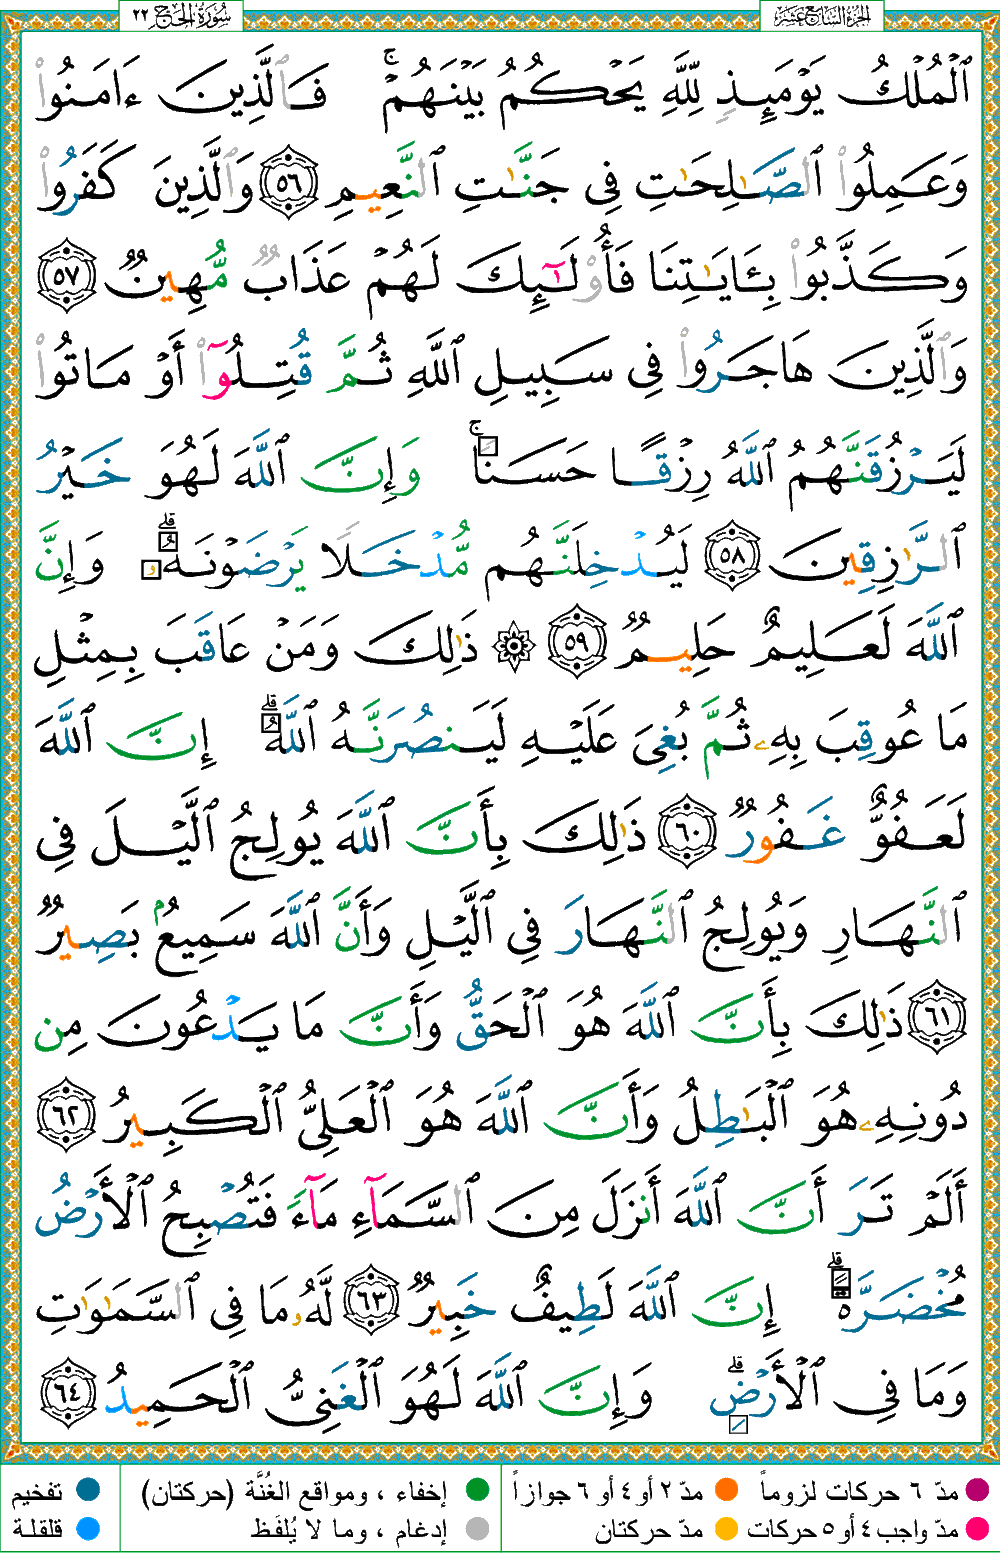 سُورَةُ الحَجِّ ٢٢
الجُزْءُ السَّابِعَ عَشَرَ
ٱلْمُلْكُ يَوْمَئِذٍ لِّلَّهِ يَحْكُمُ بَيْنَهُمْ ۚ فَٱلَّذِينَ ءَامَنُوا۟
وَعَمِلُوا۟ ٱلصَّـٰلِحَـٰتِ فِى جَنَّـٰتِ ٱلنَّعِيمِ ٥٦ وَٱلَّذِينَ كَفَرُوا۟
وَكَذَّبُوا۟ بِـَٔايَـٰتِنَا فَأُو۟لَـٰٓئِكَ لَهُمْ عَذَابٌ مُّهِينٌ ٥٧
وَٱلَّذِينَ هَاجَرُوا۟ فِى سَبِيلِ ٱللَّهِ ثُمَّ قُتِلُوٓا۟ أَوْ مَاتُوا۟
لَيَرْزُقَنَّهُمُ ٱللَّهُ رِزْقًا حَسَنًا ۚ وَإِنَّ ٱللَّهَ لَهُوَ خَيْرُ
ٱلرَّٰزِقِينَ ٥٨ لَيُدْخِلَنَّهُم مُّدْخَلًا يَرْضَوْنَهُۥ ۗ وَإِنَّ
ٱللَّهَ لَعَلِيمٌ حَلِيمٌ ٥٩ ۞ ذَٰلِكَ وَمَنْ عَاقَبَ بِمِثْلِ
مَا عُوقِبَ بِهِۦ ثُمَّ بُغِىَ عَلَيْهِ لَيَنصُرَنَّهُ ٱللَّهُ ۗ إِنَّ ٱللَّهَ
لَعَفُوٌّ غَفُورٌ ٦٠ ذَٰلِكَ بِأَنَّ ٱللَّهَ يُولِجُ ٱلَّيْلَ فِى
ٱلنَّهَارِ وَيُولِجُ ٱلنَّهَارَ فِى ٱلَّيْلِ وَأَنَّ ٱللَّهَ سَمِيعٌۢ بَصِيرٌ
٦١ ذَٰلِكَ بِأَنَّ ٱللَّهَ هُوَ ٱلْحَقُّ وَأَنَّ مَا يَدْعُونَ مِن
دُونِهِۦ هُوَ ٱلْبَـٰطِلُ وَأَنَّ ٱللَّهَ هُوَ ٱلْعَلِىُّ ٱلْكَبِيرُ ٦٢
أَلَمْ تَرَ أَنَّ ٱللَّهَ أَنزَلَ مِنَ ٱلسَّمَآءِ مَآءً فَتُصْبِحُ ٱلْأَرْضُ
مُخْضَرَّةً ۗ إِنَّ ٱللَّهَ لَطِيفٌ خَبِيرٌ ٦٣ لَّهُۥ مَا فِى ٱلسَّمَـٰوَٰتِ
وَمَا فِى ٱلْأَرْضِ ۗ وَإِنَّ ٱللَّهَ لَهُوَ ٱلْغَنِىُّ ٱلْحَمِيدُ ٦٤
مدّ ٦ حركات لزوماً مدّ ٢ أو ٤ أو ٦ جوازاً إخفاء ، ومواقع الغُنَّة (حركتان) تفخيم
مدّ واجب ٤ أو ٥ حركات مدّ حركتان إدغام ، وما لا يُلفَظ قلقلة